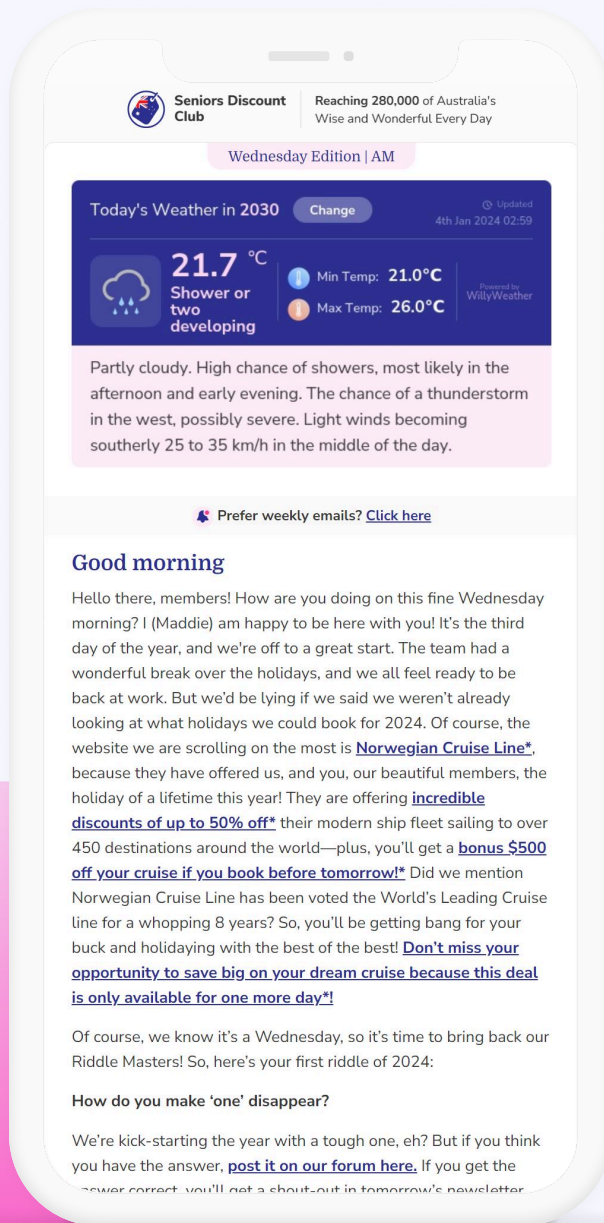 Seniors Discount
Club
Reaching 280,000 of Australia's
Wise and Wonderful Every Day
Wednesday Edition | AM
Today's Weather in 2030
Change
Updated
4th Jan 2024 02:59
21.7 °C
Shower or
two
developing
Min Temp: 21.0°C
Max Temp: 26.0°C
Powered by
WillyWeather
Partly cloudy. High chance of showers, most likely in the
afternoon and early evening. The chance of a thunderstorm
in the west, possibly severe. Light winds becoming
southerly 25 to 35 km/h in the middle of the day.
Prefer weekly emails? Click here
Good morning
Hello there, members! How are you doing on this fine Wednesday
morning? I (Maddie) am happy to be here with you! It’s the third
day of the year, and we're off to a great start. The team had a
wonderful break over the holidays, and we all feel ready to be
back at work. But we’d be lying if we said we weren’t already
looking at what holidays we could book for 2024. Of course, the
website we are scrolling on the most is Norwegian Cruise Line*,
because they have offered us, and you, our beautiful members, the
holiday of a lifetime this year! They are offering incredible
discounts of up to 50% off* their modern ship fleet sailing to over
450 destinations around the world—plus, you’ll get a bonus $500
off your cruise if you book before tomorrow!* Did we mention
Norwegian Cruise Line has been voted the World’s Leading Cruise
line for a whopping 8 years? So, you’ll be getting bang for your
buck and holidaying with the best of the best! Don’t miss your
opportunity to save big on your dream cruise because this deal
is only available for one more day*!
Of course, we know it’s a Wednesday, so it’s time to bring back our
Riddle Masters! So, here’s your first riddle of 2024:
How do you make ‘one’ disappear?
We’re kick-starting the year with a tough one, eh? But if you think
you have the answer, post it on our forum here. If you get the
answer correct, you’ll get a shout-out in tomorrow’s newsletter